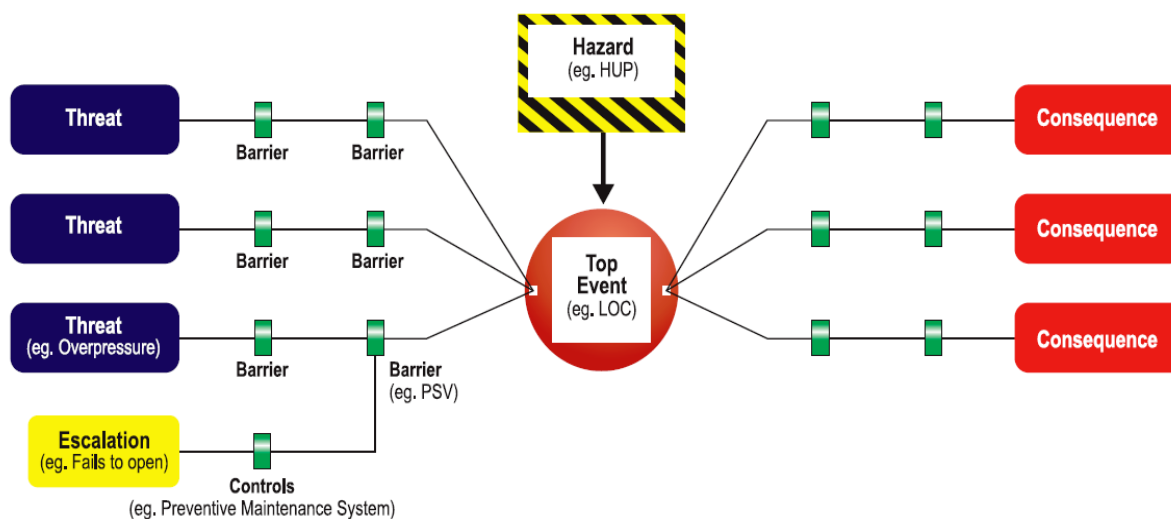 Hazard
(eg. HUP)
Threat
Barrier
Barrier
Consequence
Threat
Barrier
Barrier
Consequence
Top
Event
(eg. LOC)
Threat
(eg. Overpressure)
Barrier
Barrier
(eg. PSV)
Consequence
Escalation
(eg. Fails to open)
Controls
(eg. Preventive Maintenance System)